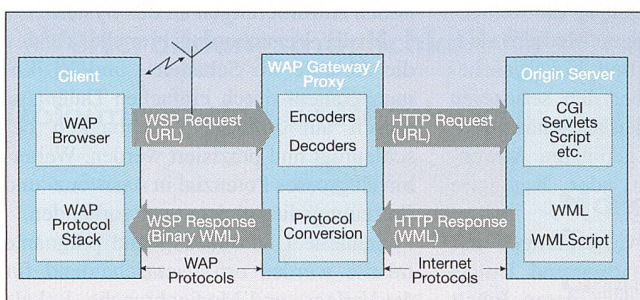 Client
WAP
Browser
WAP
Protocol
Stack
WSP Request
(URL)
WSP Response
(Binary WML)
WAP
Protocols
WAP Gateway /
Proxy
Encoders
Decoders
Protocol
Conversion
HTTP Request
(URL)
HTTP Response
(WML)
Internet
Protocols
Origin Server
CGI
Servlets
Script
etc.
WML
WMLScript